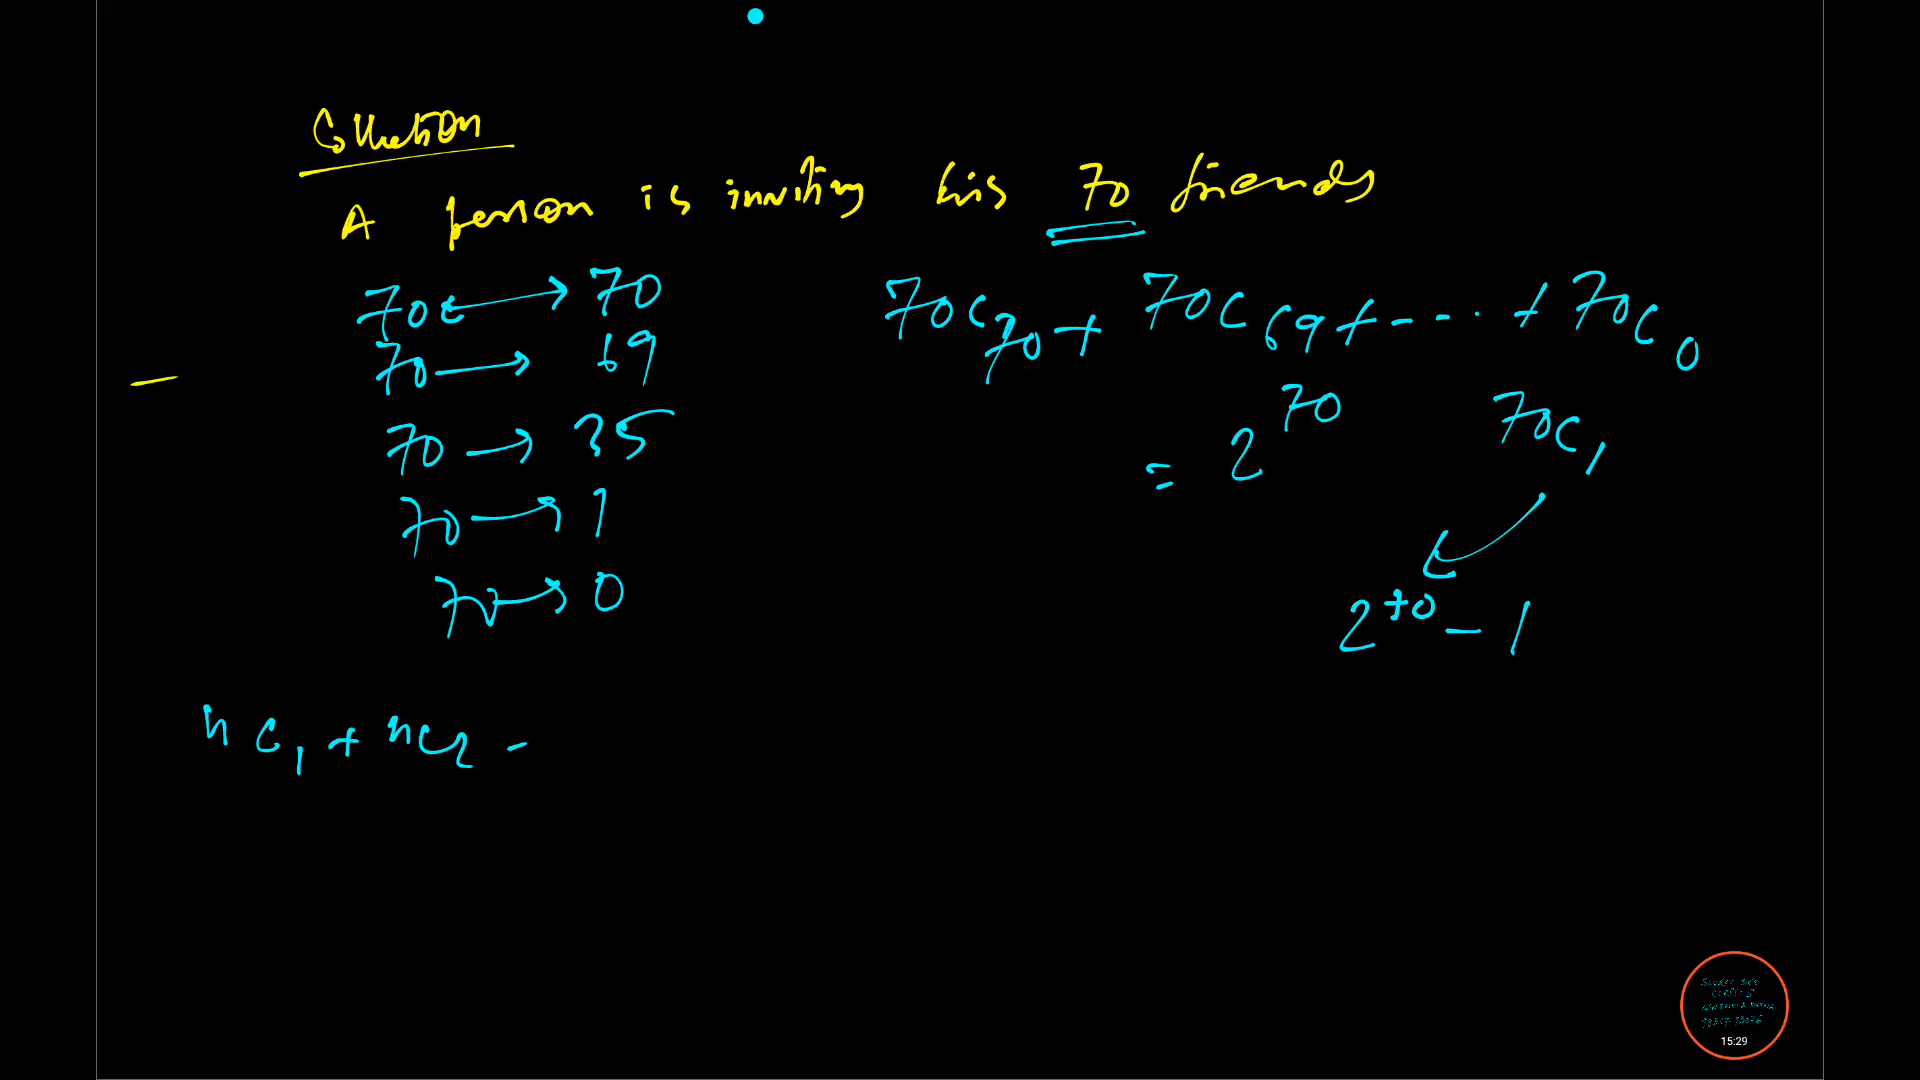 Collection
A person is inviting his 70 friends
70 → 70
70 → 69
70 → 35
70 → 1
70 → 0
70C70 + 70C69 + - - - . + 70C0
= 2^70
70C1
2^70 - 1
nC1 + nC2 -
15:29